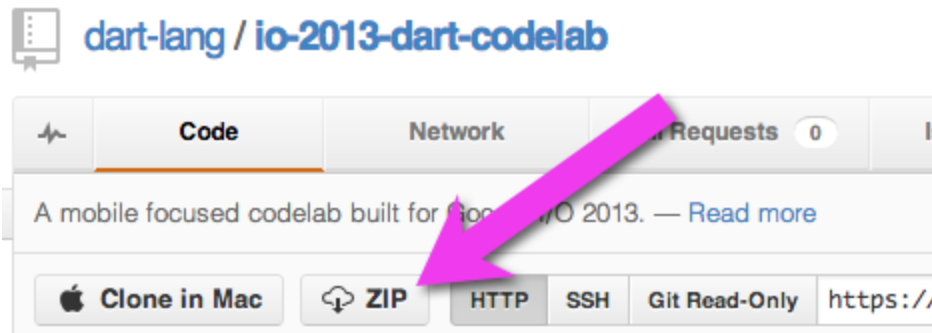 dart-lang / io-2013-dart-codelab
Code Network Requests 0
A mobile focused codelab built for I/O 2013. — Read more
Clone in Mac ZIP HTTP SSH Git Read-Only https://